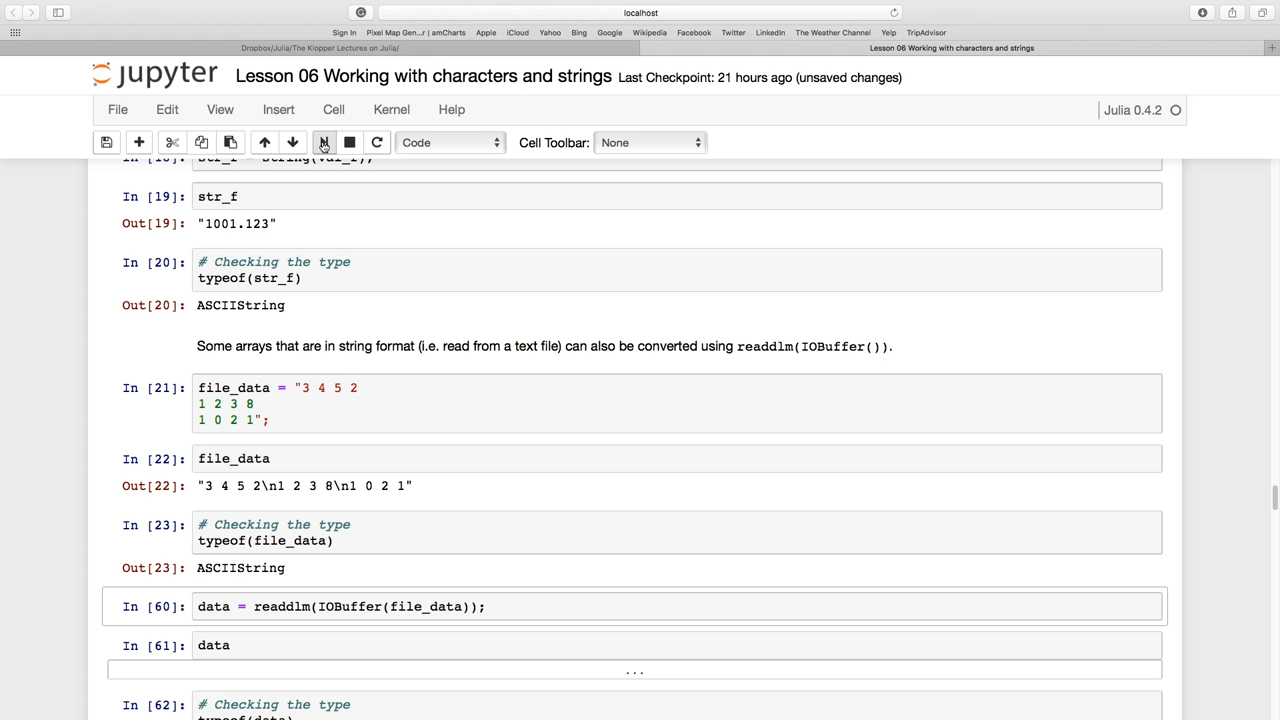 localhost
Sign In Pixel Map Gen...r | amCharts Apple iCloud Yahoo Bing Google Wikipedia Facebook Twitter LinkedIn The Weather Channel Yelp TripAdvisor
Dropbox/Julia/The Klopper Lectures on Julia/ Lesson 06 Working with characters and strings
jupyter Lesson 06 Working with characters and strings Last Checkpoint: 21 hours ago (unsaved changes)
File Edit View Insert Cell Kernel Help Julia 0.4.2
Code Cell Toolbar: None
str_f = string(var_f);
In [19]: str_f
Out[19]: "1001.123"
In [20]: # Checking the type
typeof(str_f)
Out[20]: ASCIIString
Some arrays that are in string format (i.e. read from a text file) can also be converted using readdlm(IOBuffer()).
In [21]: file_data = "3 4 5 2
1 2 3 8
1 0 2 1";
In [22]: file_data
Out[22]: "3 4 5 2\n1 2 3 8\n1 0 2 1"
In [23]: # Checking the type
typeof(file_data)
Out[23]: ASCIIString
In [60]: data = readdlm(IOBuffer(file_data));
In [61]: data
...
In [62]: # Checking the type
typeof(data)